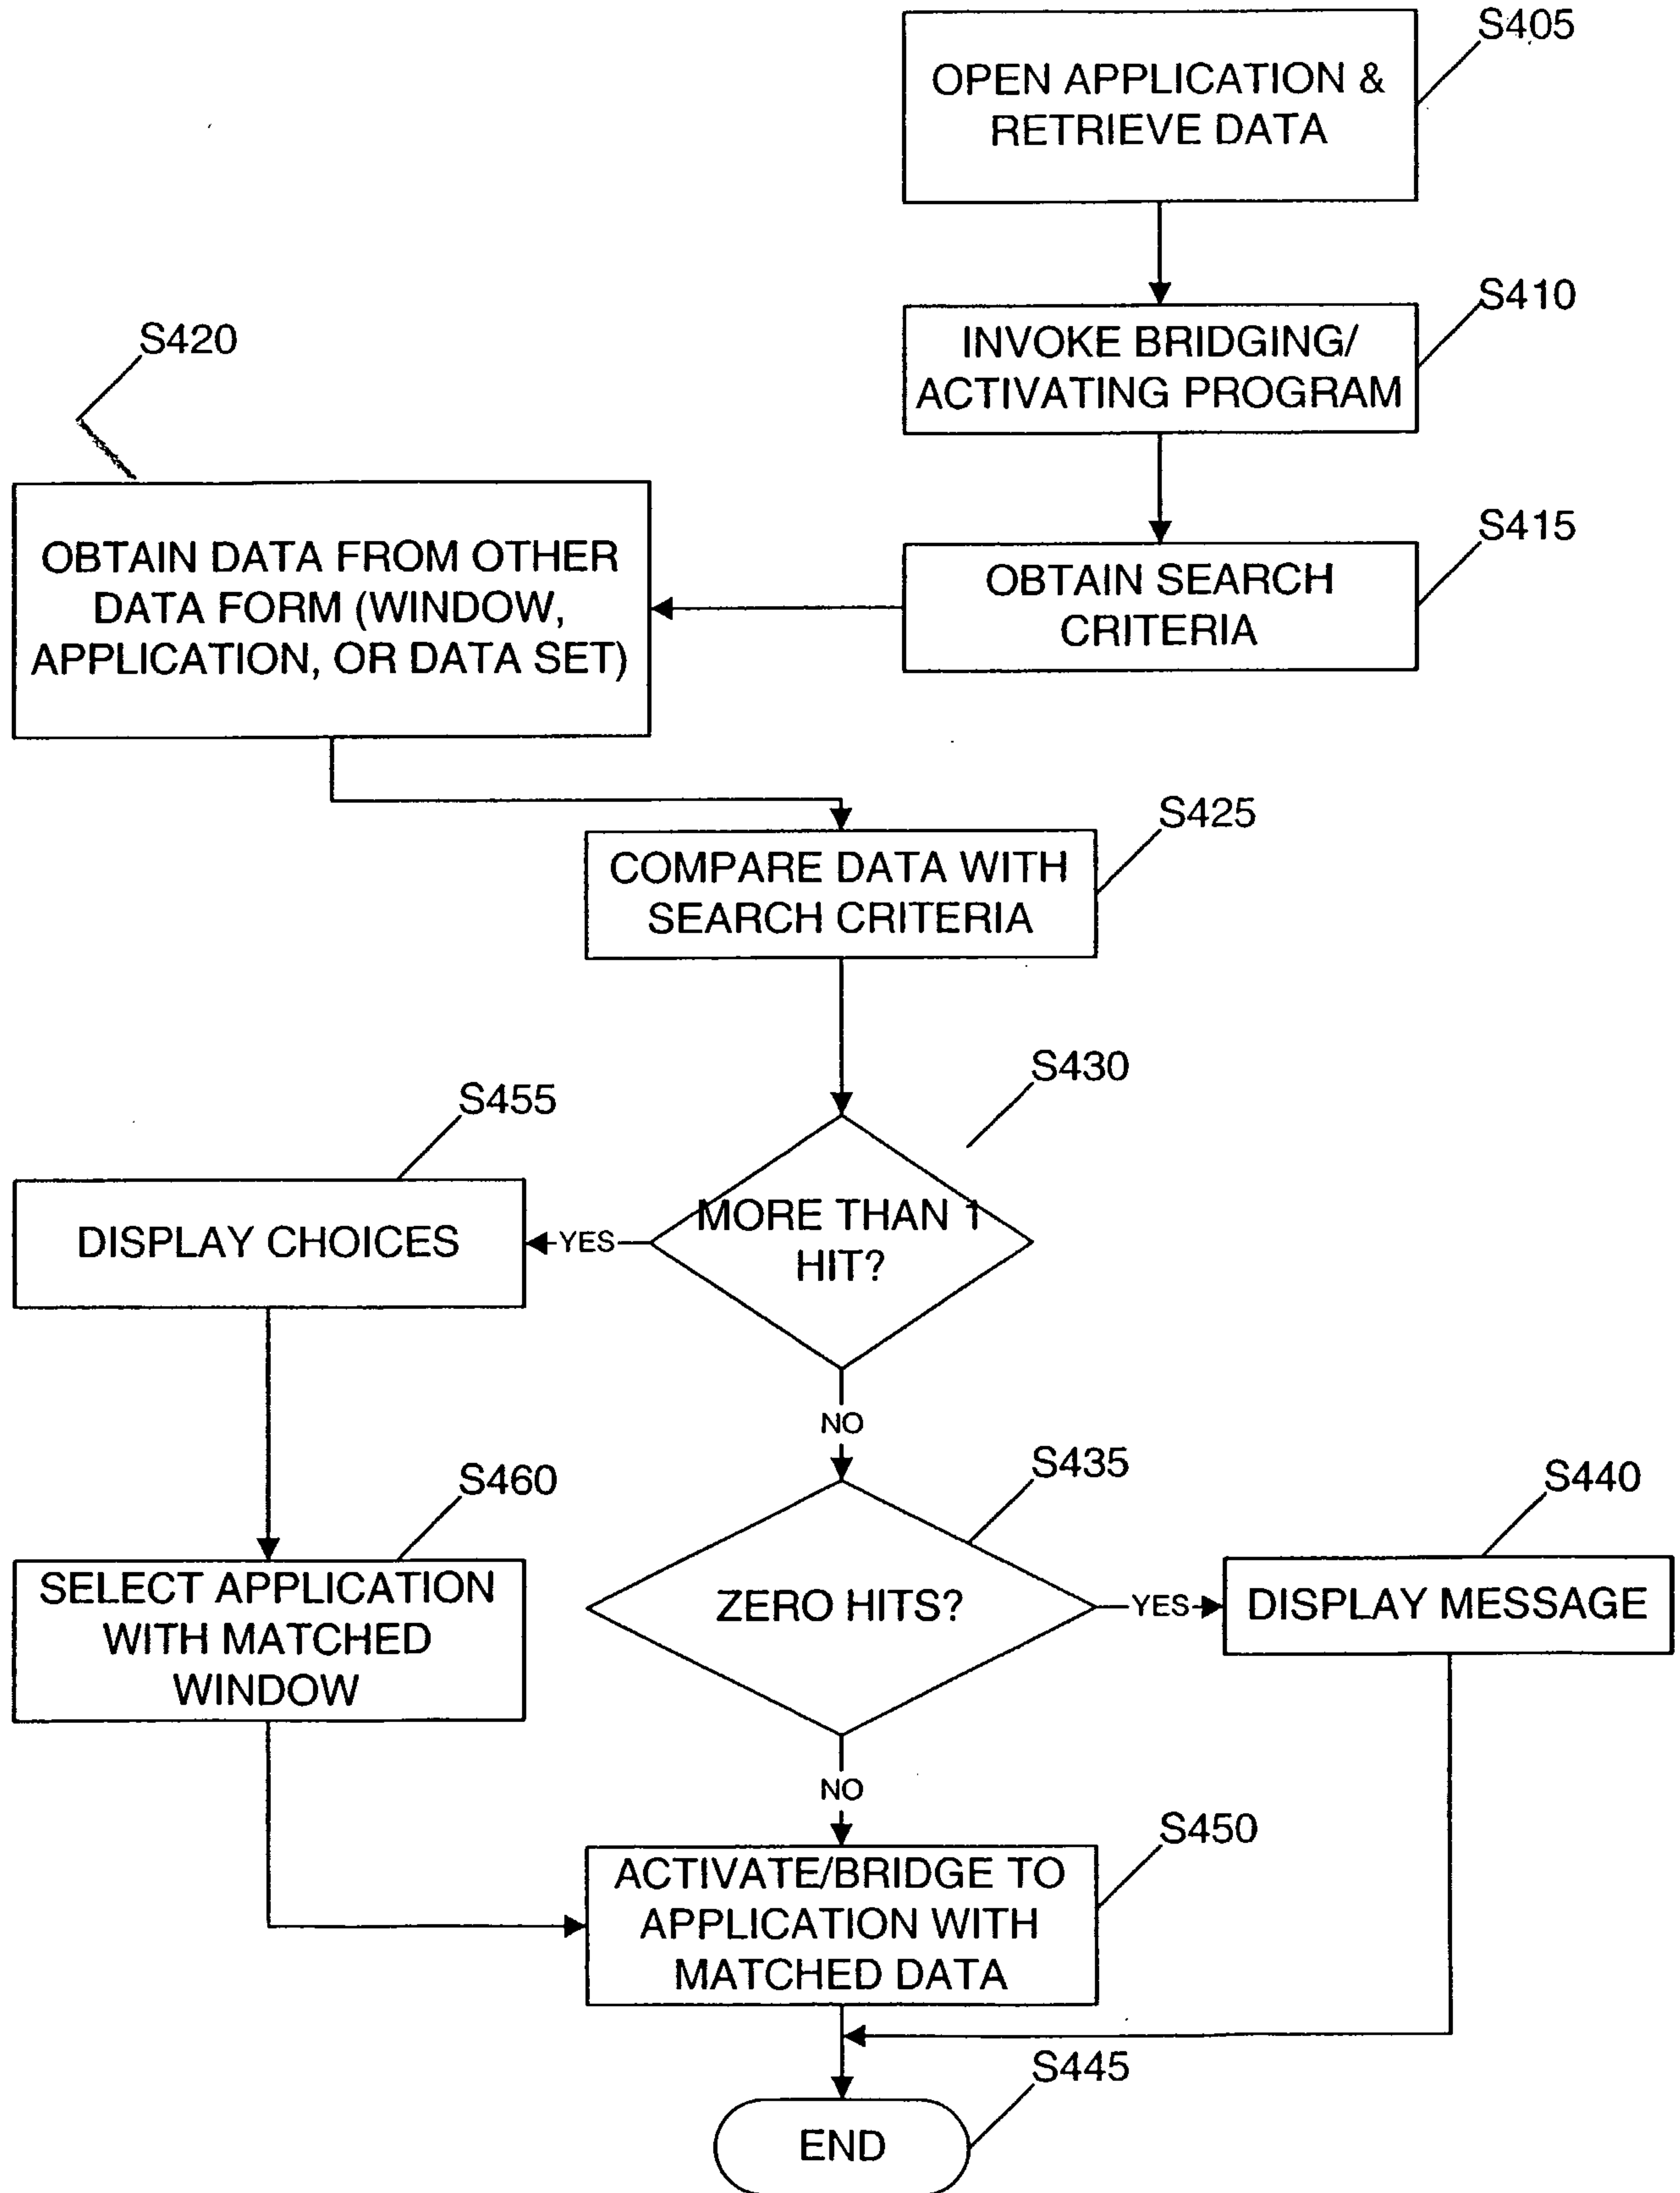 S405
OPEN APPLICATION &
RETRIEVE DATA
S410
INVOKE BRIDGING/
ACTIVATING PROGRAM
S420
S415
OBTAIN SEARCH
CRITERIA
OBTAIN DATA FROM OTHER
DATA FORM (WINDOW,
APPLICATION, OR DATA SET)
S425
COMPARE DATA WITH
SEARCH CRITERIA
S430
MORE THAN 1
HIT?
YES
S455
DISPLAY CHOICES
NO
S435
ZERO HITS?
YES
S440
DISPLAY MESSAGE
S460
SELECT APPLICATION
WITH MATCHED
WINDOW
NO
S450
ACTIVATE/BRIDGE TO
APPLICATION WITH
MATCHED DATA
S445
END